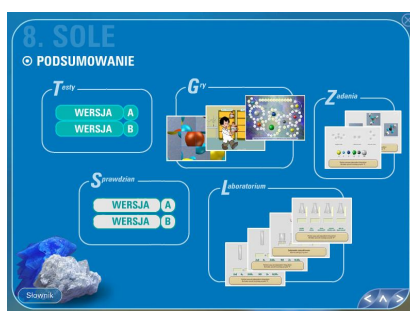 8. SOLE
PODSUMOWANIE
Testy
WERSJA A
WERSJA B
Gry
Zadania
Sprawdzian
WERSJA A
WERSJA B
Laboratorium
Słownik